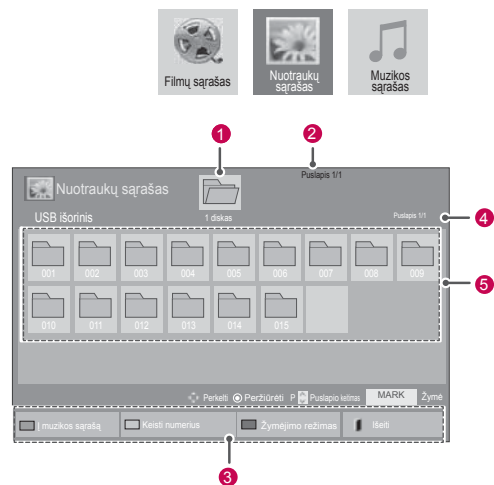 Filmų sąrašas
Nuotraukų
sąrašas
Muzikos
sąrašas
1
2
Puslapis 1/1
Nuotraukų sąrašas
1 diskas
USB išorinis
Puslapis 1/1
4
001 002 003 004 005 006 007 008 009
5
010 011 012 013 014 015
Perkelti Peržiūrėti P Puslapio keitimas MARK Žymė
Į muzikos sąrašą Keisti numerius Žymėjimo režimas Išeiti
3